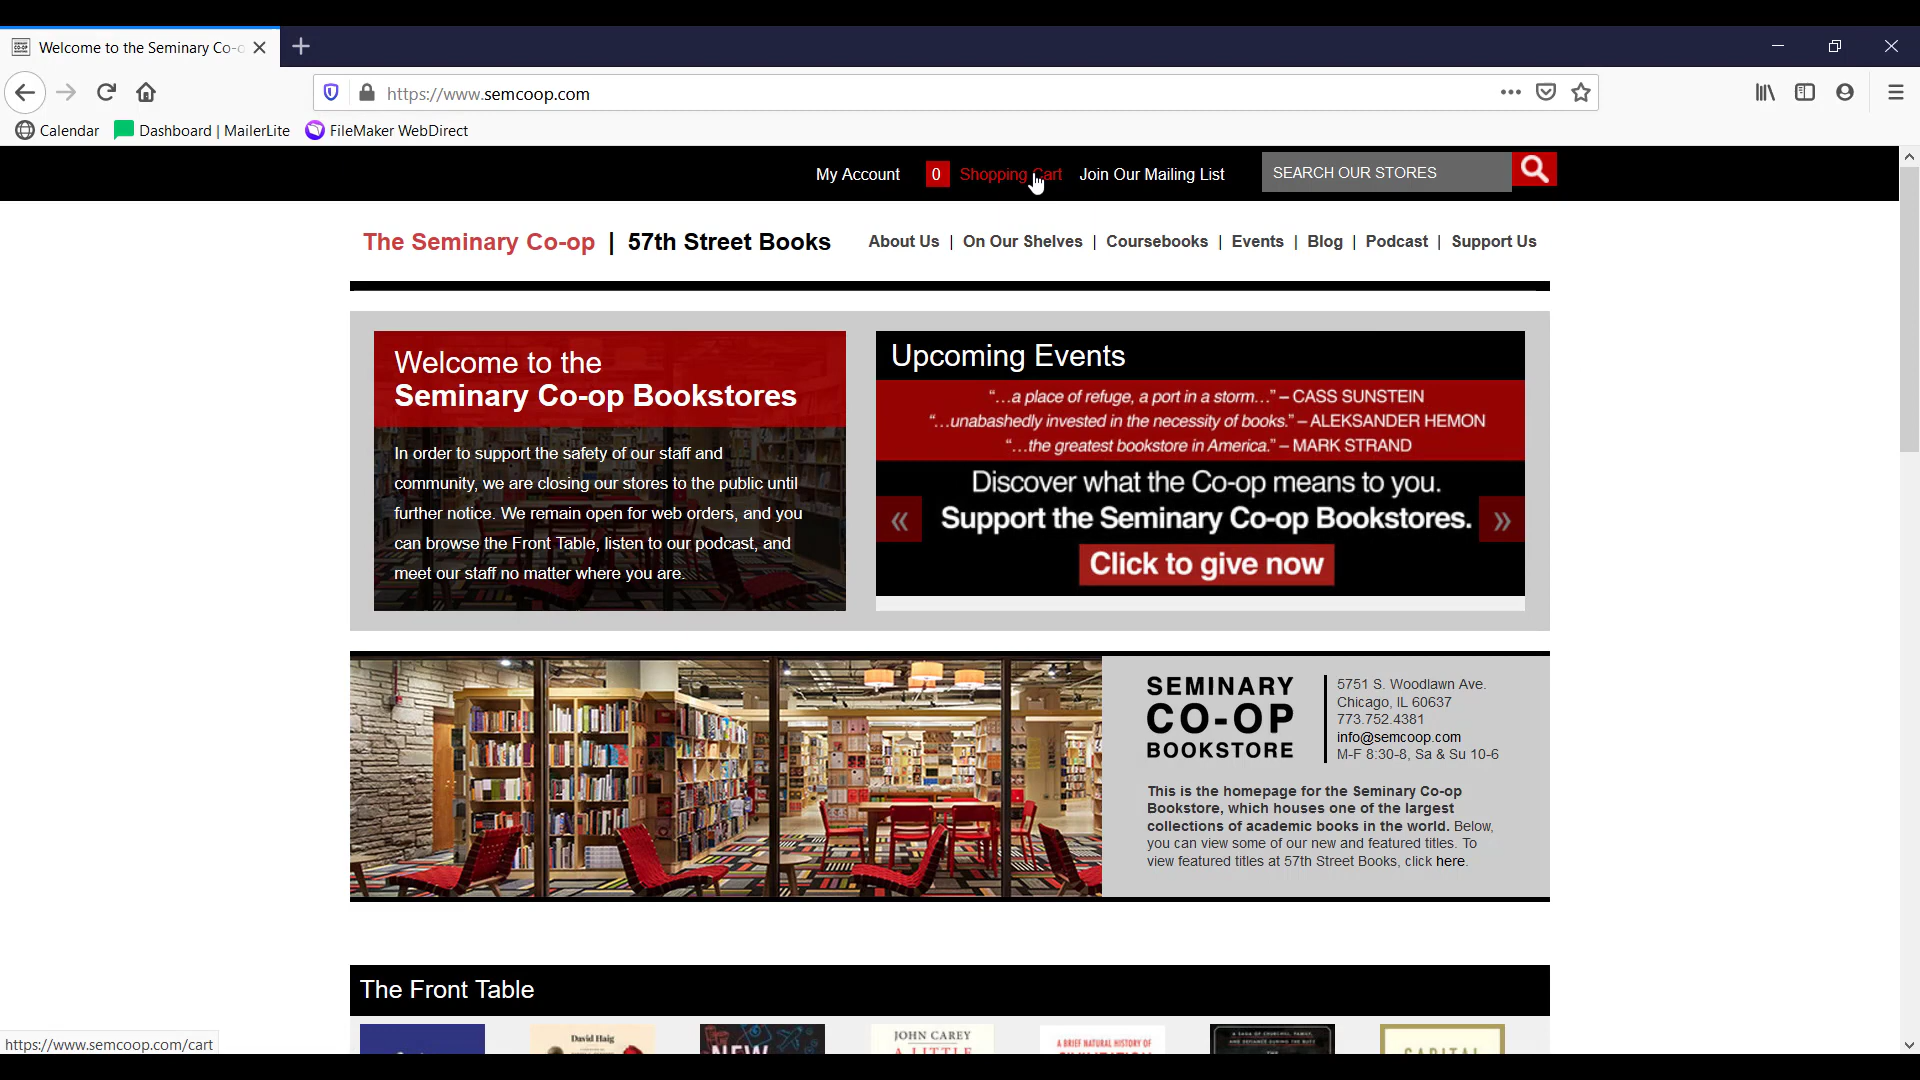 Welcome to the Seminary Co-o
https://www.semcoop.com
Calendar Dashboard | MailerLite FileMaker WebDirect
My Account 0 Shopping Cart Join Our Mailing List SEARCH OUR STORES
The Seminary Co-op | 57th Street Books About Us | On Our Shelves | Coursebooks | Events | Blog | Podcast | Support Us
Welcome to the
Seminary Co-op Bookstores
In order to support the safety of our staff and
community, we are closing our stores to the public until
further notice. We remain open for web orders, and you
can browse the Front Table, listen to our podcast, and
meet our staff no matter where you are.
Upcoming Events
“...a place of refuge, a port in a storm...” – CASS SUNSTEIN
“...unabashedly invested in the necessity of books.” – ALEKSANDER HEMON
“...the greatest bookstore in America.” – MARK STRAND
Discover what the Co-op means to you.
« Support the Seminary Co-op Bookstores. »
Click to give now
SEMINARY
CO-OP
BOOKSTORE
5751 S. Woodlawn Ave.
Chicago, IL 60637
773.752.4381
info@semcoop.com
M-F 8:30-8, Sa & Su 10-6
This is the homepage for the Seminary Co-op
Bookstore, which houses one of the largest
collections of academic books in the world. Below,
you can view some of our new and featured titles. To
view featured titles at 57th Street Books, click here.
The Front Table
David Haig
NEW
JOHN CAREY
A LITTLE
A BRIEF NATURAL HISTORY OF
A SAGA OF CHURCHILL, FAMILY,
AND DEFIANCE DURING THE BLITZ
THE
CAPITAL
https://www.semcoop.com/cart